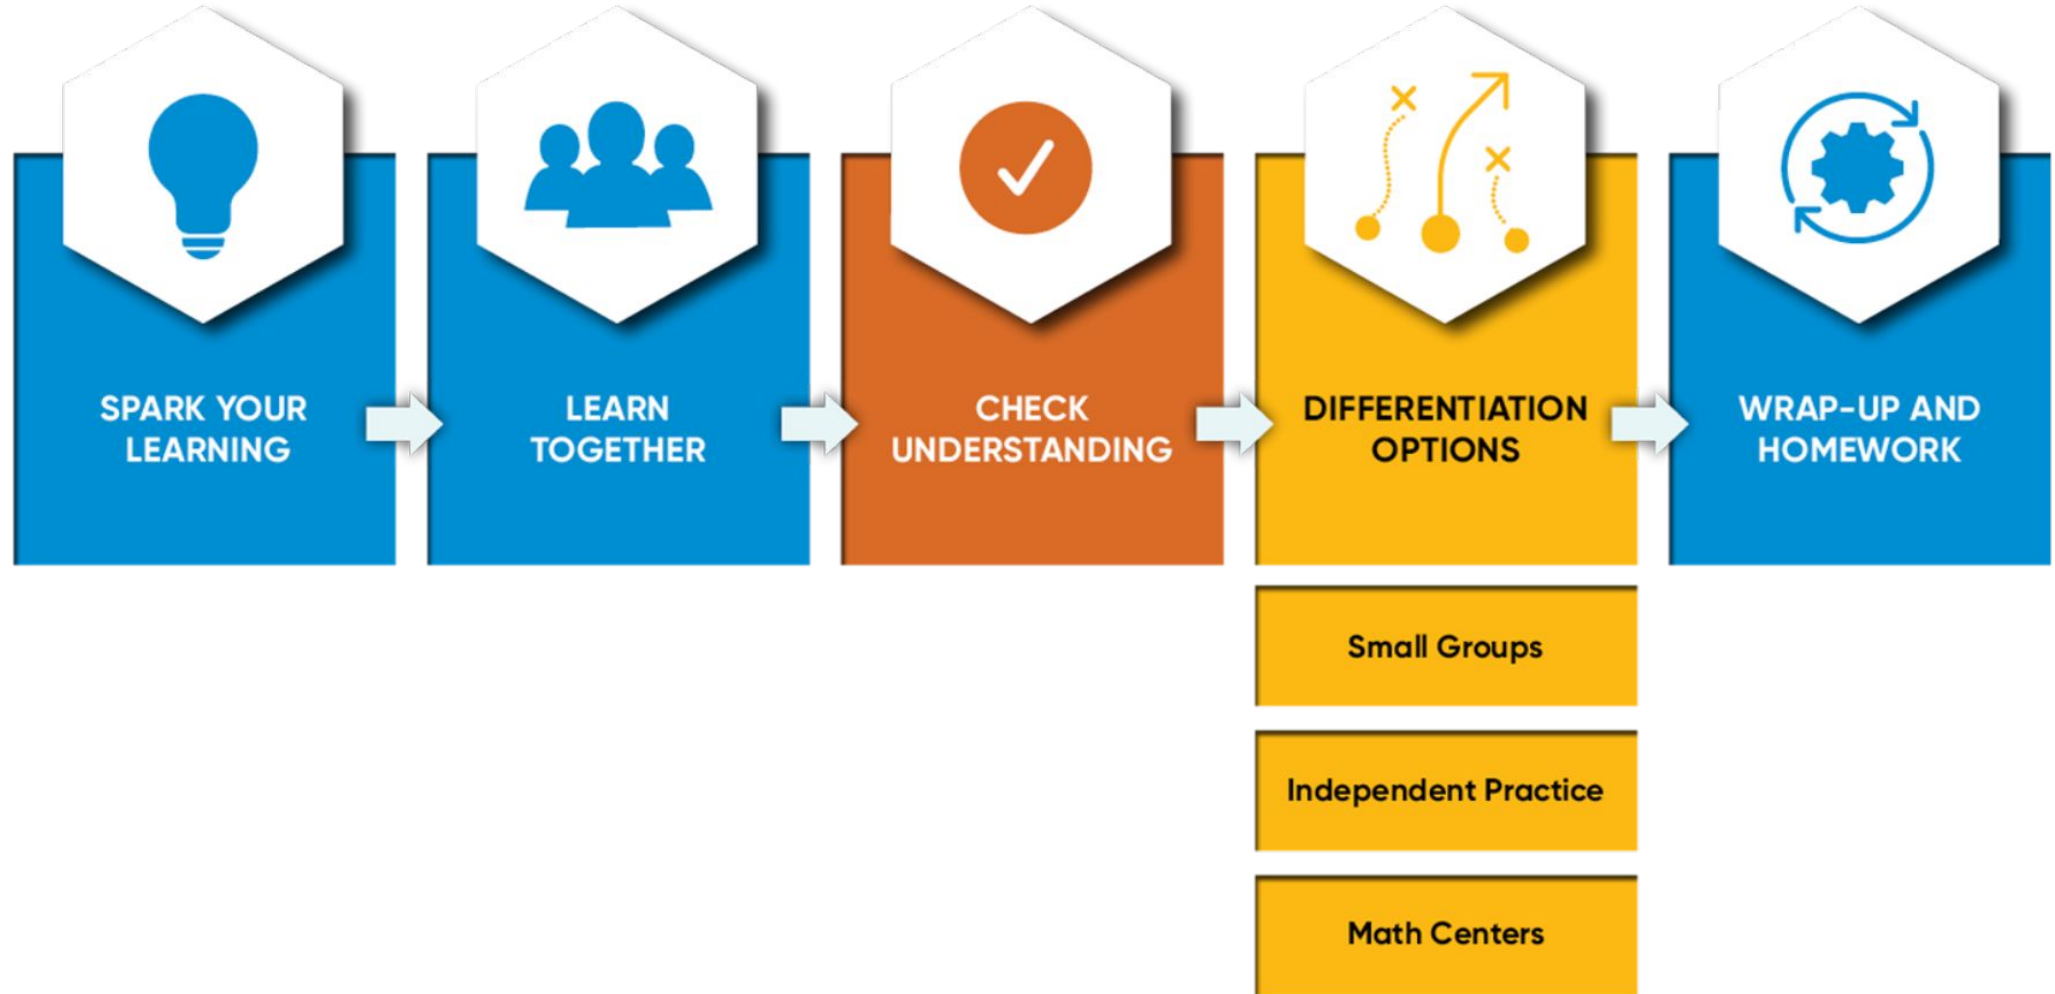 SPARK YOUR
LEARNING
LEARN
TOGETHER
CHECK
UNDERSTANDING
DIFFERENTIATION
OPTIONS
WRAP-UP AND
HOMEWORK
Small Groups
Independent Practice
Math Centers